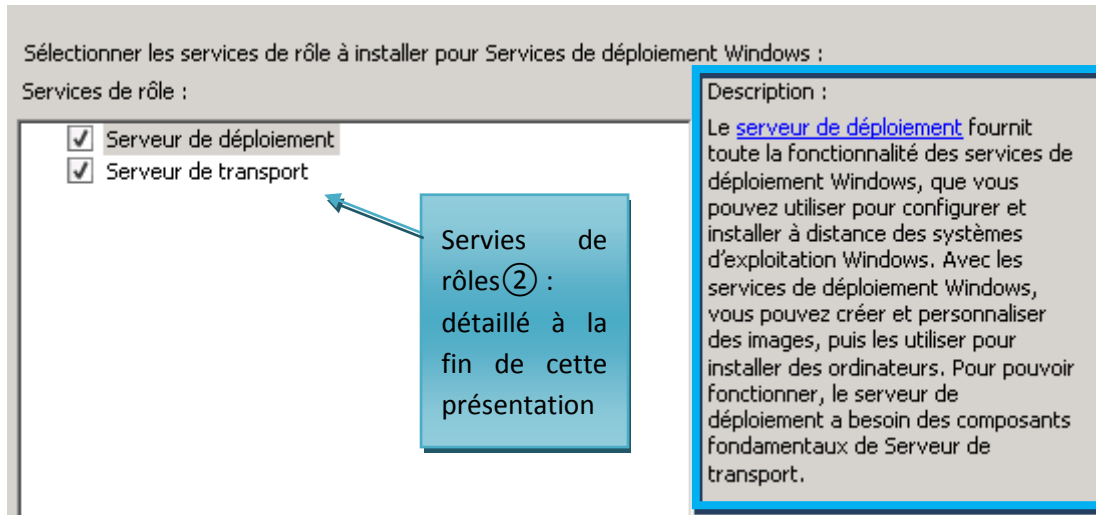 Sélectionner les services de rôle à installer pour Services de déploiement Windows :
Services de rôle :
Serveur de déploiement
Serveur de transport
Servies de
rôles② :
détaillé à la
fin de cette
présentation
Description :
Le serveur de déploiement fournit
toute la fonctionnalité des services de
déploiement Windows, que vous
pouvez utiliser pour configurer et
installer à distance des systèmes
d'exploitation Windows. Avec les
services de déploiement Windows,
vous pouvez créer et personnaliser
des images, puis les utiliser pour
installer des ordinateurs. Pour pouvoir
fonctionner, le serveur de
déploiement a besoin des composants
fondamentaux de Serveur de
transport.